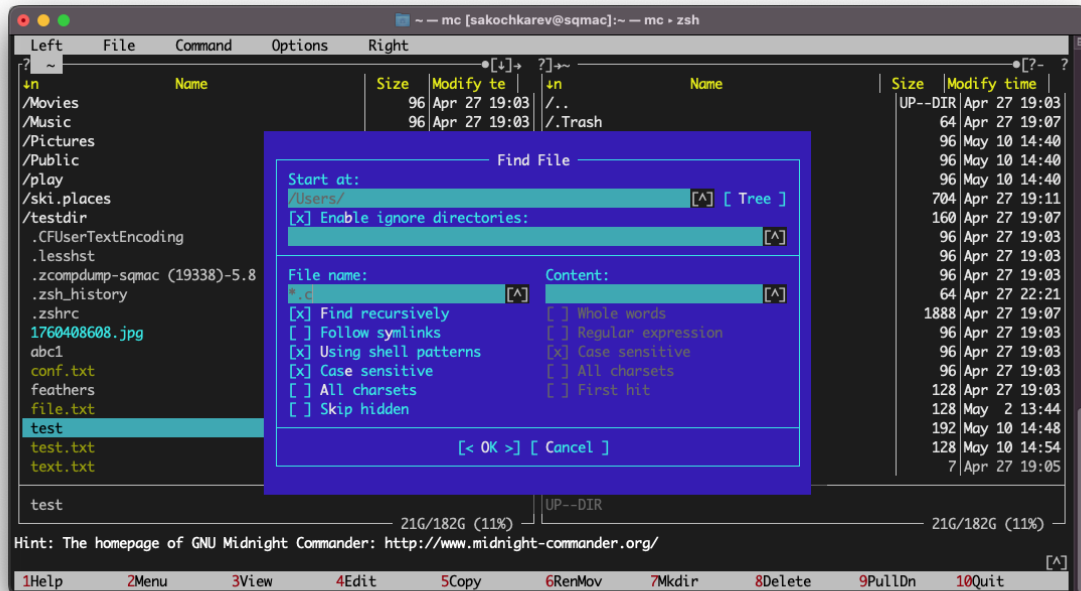 ~ — mc [sakochkarev@sqmac]:~ — mc ▸ zsh
Left File Command Options Right
~ [↓] ?] ~ [?- ?
↓n Name Size Modify te ↓n Name Size Modify time
/Movies 96 Apr 27 19:03 /.. UP--DIR Apr 27 19:03
/Music 96 Apr 27 19:03 /.Trash 64 Apr 27 19:07
/Pictures 96 May 10 14:40
/Public Find File 96 May 10 14:40
/play Start at: 96 May 10 14:40
/ski.places /Users/ [^] [ Tree ] 704 Apr 27 19:11
/testdir [x] Enable ignore directories: 160 Apr 27 19:07
.CFUserTextEncoding [^] 96 Apr 27 19:03
.lesshst 96 Apr 27 19:03
.zcompdump-sqmac (19338)-5.8 File name: Content: 96 Apr 27 19:03
.zsh_history *.c [^] [^] 64 Apr 27 22:21
.zshrc [x] Find recursively [ ] Whole words 1888 Apr 27 19:07
1760408608.jpg [ ] Follow symlinks [ ] Regular expression 96 Apr 27 19:03
abc1 [x] Using shell patterns [x] Case sensitive 96 Apr 27 19:03
conf.txt [x] Case sensitive [ ] All charsets 96 Apr 27 19:03
feathers [ ] All charsets [ ] First hit 128 Apr 27 19:03
file.txt [ ] Skip hidden 128 May 2 13:44
test 192 May 10 14:48
test.txt [< OK >] [ Cancel ] 128 May 10 14:54
text.txt 7 Apr 27 19:05
test UP--DIR
21G/182G (11%) 21G/182G (11%)
Hint: The homepage of GNU Midnight Commander: http://www.midnight-commander.org/
[^]
1Help 2Menu 3View 4Edit 5Copy 6RenMov 7Mkdir 8Delete 9PullDn 10Quit